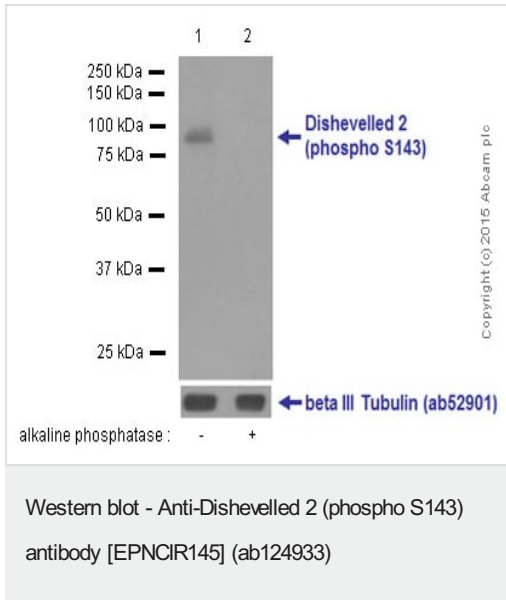 1 2
250 kDa
150 kDa
100 kDa
75 kDa
50 kDa
37 kDa
25 kDa
Dishevelled 2
(phospho S143)
Copyright (c) 2015 Abcam plc
beta III Tubulin (ab52901)
alkaline phosphatase : - +
Western blot - Anti-Dishevelled 2 (phospho S143)
antibody [EPNCIR145] (ab124933)